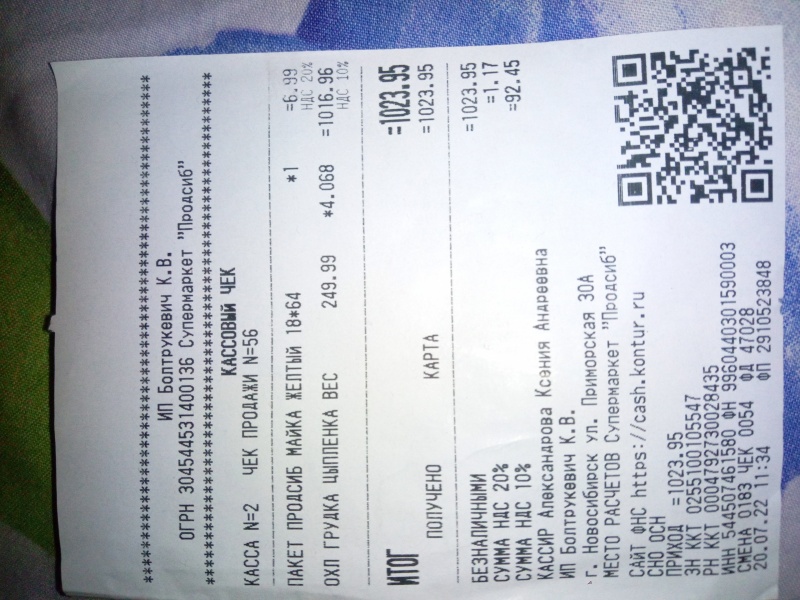 ************************************************
ИП Болтрукевич К.В.
ОГРН 304544531400136 Супермаркет "Продсиб"
************************************************
КАССОВЫЙ ЧЕК
КАССА N=2 ЧЕК ПРОДАЖИ N=56
ПАКЕТ ПРОДСИБ МАЙКА ЖЕЛТЫЙ 18*64
*1 =6.99
НДС 20%
ОХЛ ГРУДКА ЦЫПЛЕНКА ВЕС
249.99 *4.068 =1016.96
НДС 10%
ИТОГ =1023.95
ПОЛУЧЕНО КАРТА =1023.95
БЕЗНАЛИЧНЫМИ =1023.95
СУММА НДС 20% =1.17
СУММА НДС 10% =92.45
КАССИР Александрова Ксения Андреевна
ИП Болтрукевич К.В.
г. Новосибирск ул. Приморская 30А
МЕСТО РАСЧЕТОВ Супермаркет "Продсиб"
САЙТ ФНС https://cash.kontur.ru
СНО ОСН
ПРИХОД =1023.95
ЗН ККТ 0255100105547
РН ККТ 0004792730028435
ИНН 544507461580 ФН 9960440301590003
СМЕНА 0183 ЧЕК 0054 ФД 47028
20.07.22 11:34 ФП 2910523848